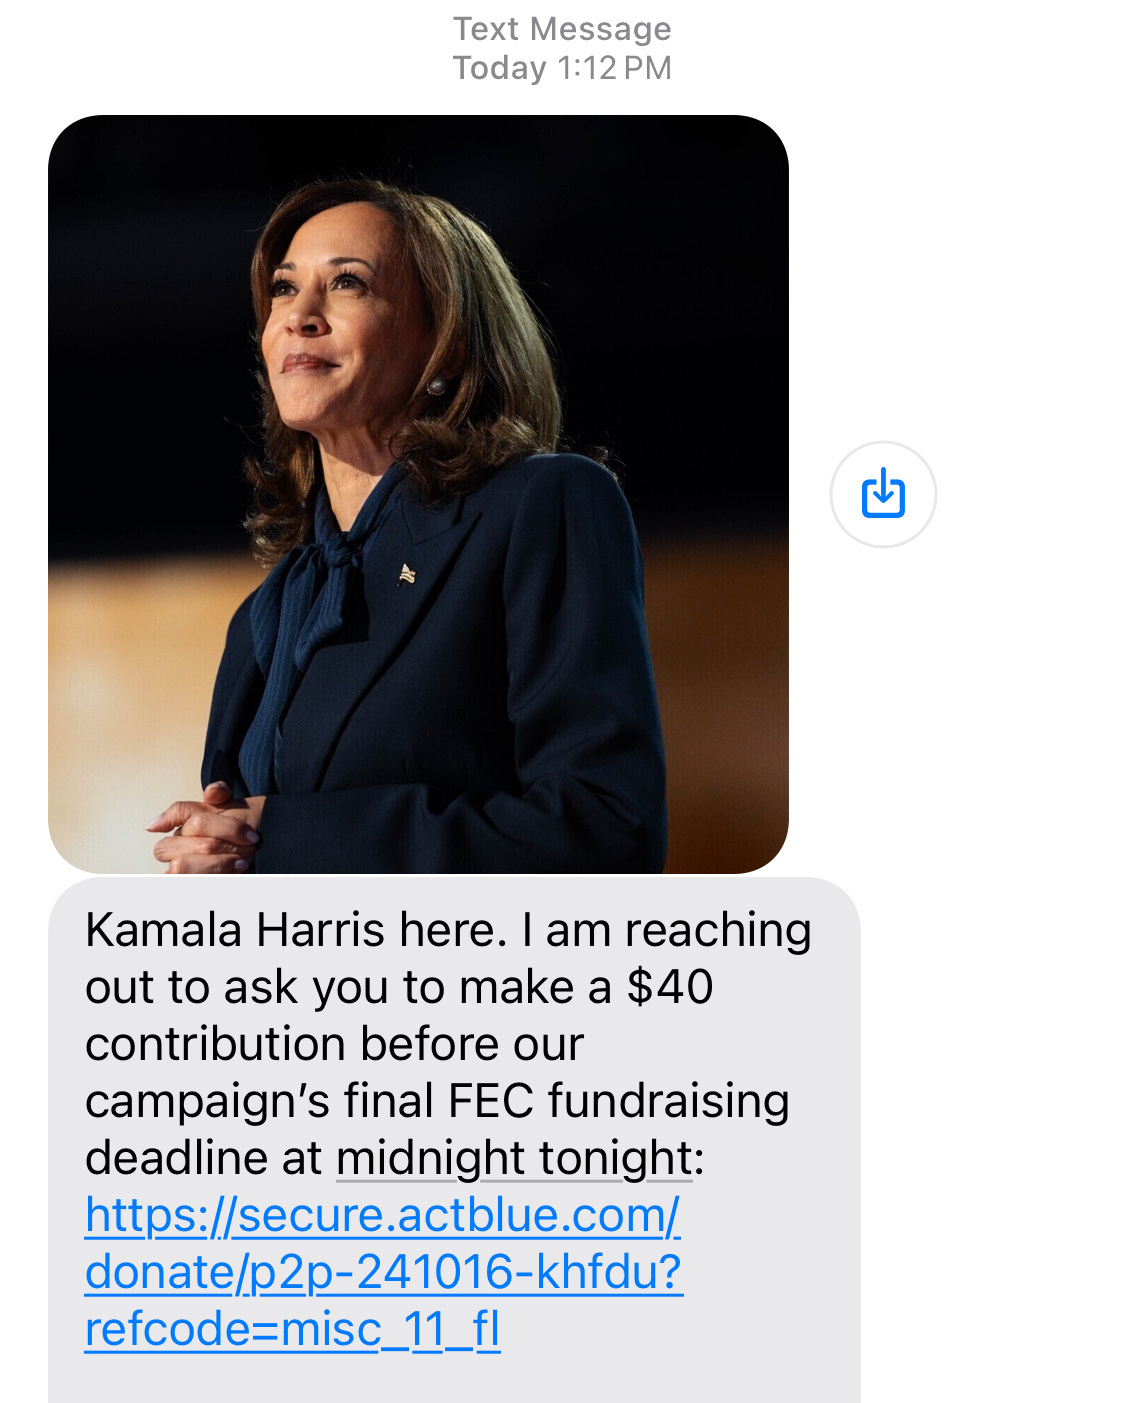 Text Message
Today 1:12 PM
Kamala Harris here. I am reaching
out to ask you to make a $40
contribution before our
campaign’s final FEC fundraising
deadline at midnight tonight:
https://secure.actblue.com/
donate/p2p-241016-khfdu?
refcode=misc_11_fl